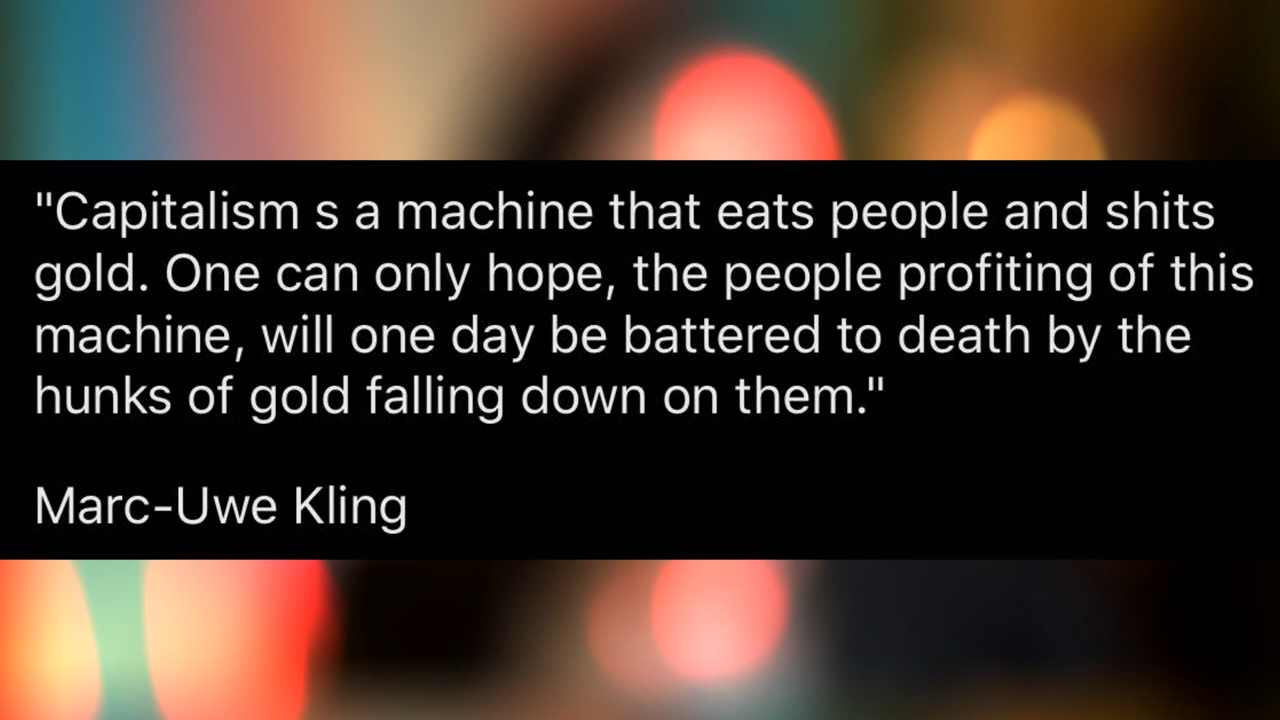 "Capitalism s a machine that eats people and shits
gold. One can only hope, the people profiting of this
machine, will one day be battered to death by the
hunks of gold falling down on them."
Marc-Uwe Kling